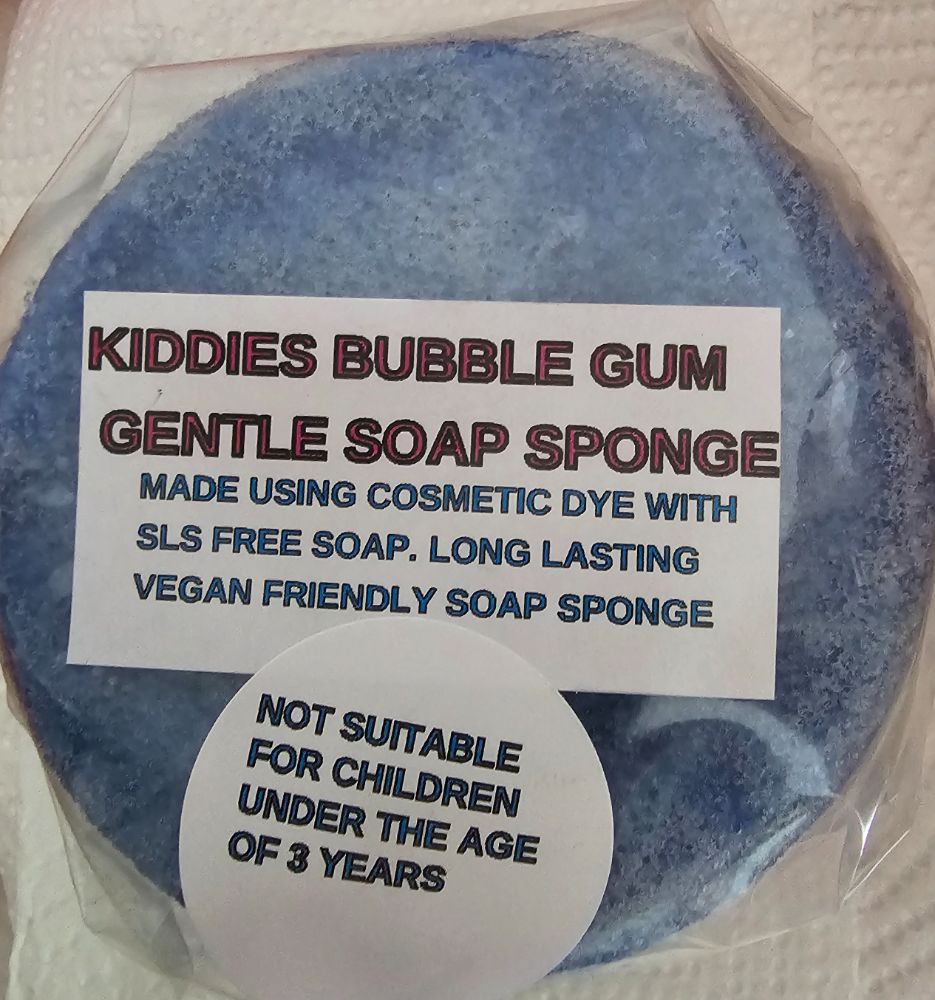 KIDDIES BUBBLE GUM
GENTLE SOAP SPONGE
MADE USING COSMETIC DYE WITH
SLS FREE SOAP. LONG LASTING
VEGAN FRIENDLY SOAP SPONGE
NOT SUITABLE
FOR CHILDREN
UNDER THE AGE
OF 3 YEARS